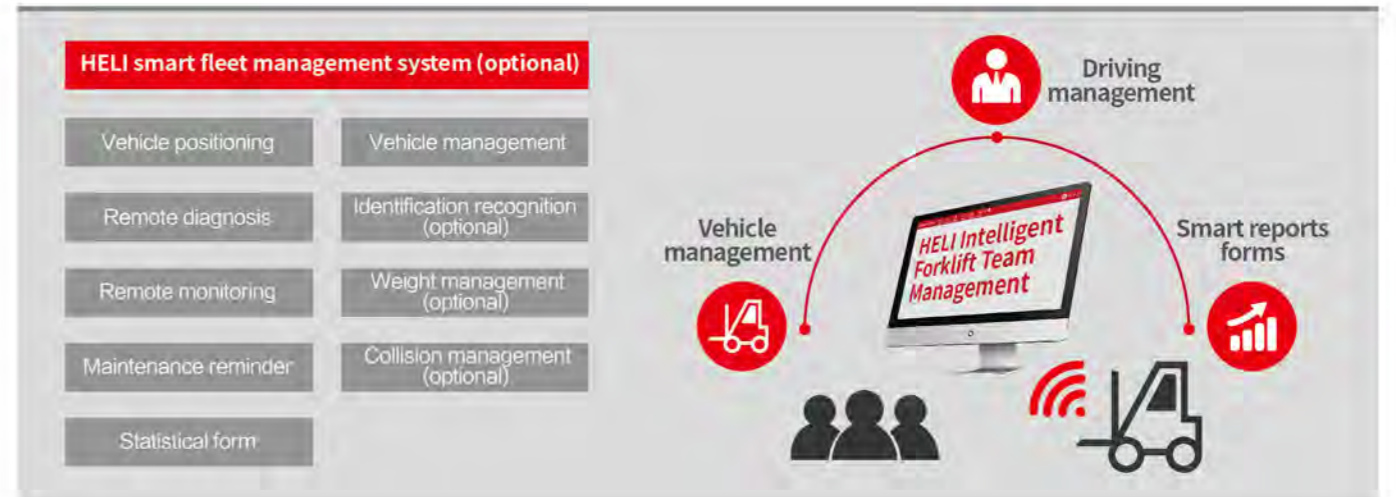 HELI smart fleet management system (optional)
Vehicle positioning
Vehicle management
Remote diagnosis
Identification recognition
(optional)
Remote monitoring
Weight management
(optional)
Maintenance reminder
Collision management
(optional)
Statistical form
Driving
management
Vehicle
management
HELI Intelligent
Forklift Team
Management
Smart reports
forms